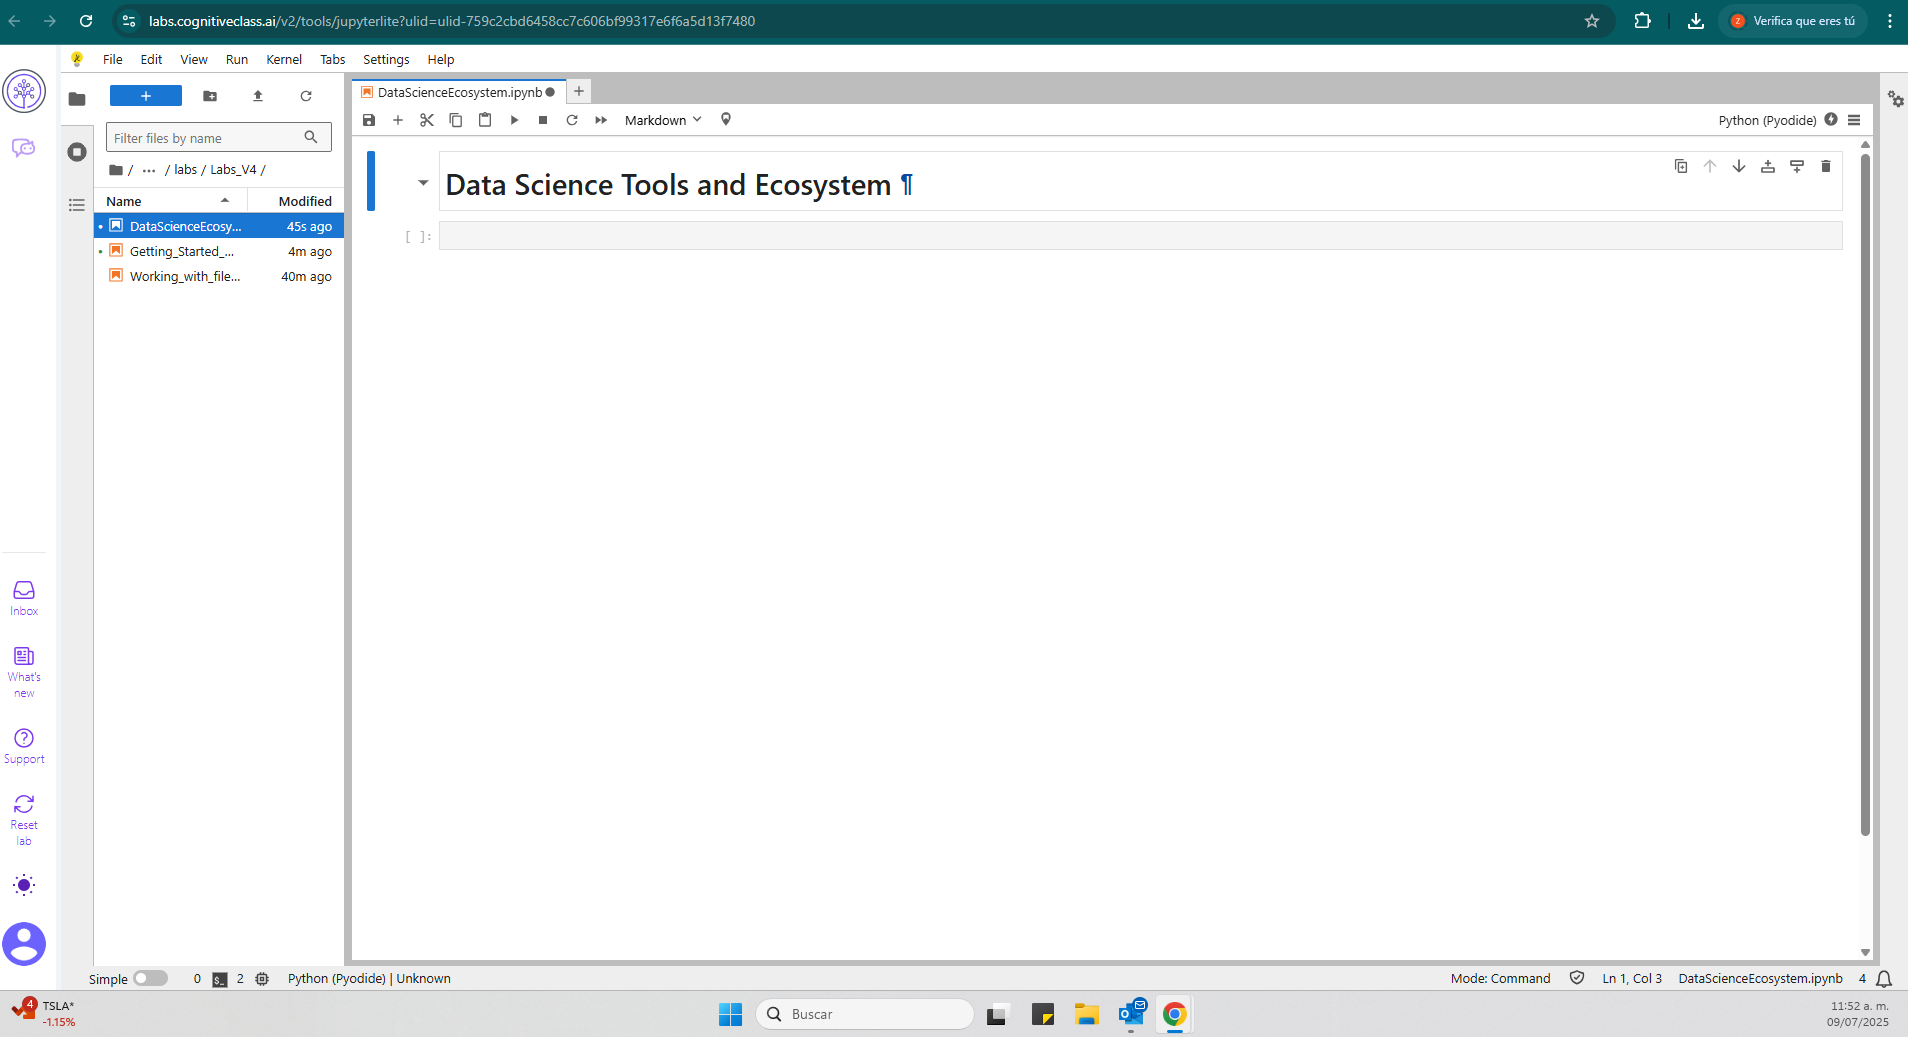 labs.cognitiveclass.ai/v2/tools/jupyterlite?ulid=ulid-759c2cbd6458cc7c606bf99317e6f6a5d13f7480
Z
Verifica que eres tú
File Edit View Run Kernel Tabs Settings Help
+
DataScienceEcosystem.ipynb
+
Filter files by name
Markdown
Python (Pyodide)
/ ... / labs / Labs_V4 /
Name Modified
DataScienceEcosy... 45s ago
Getting_Started_... 4m ago
Working_with_file... 40m ago
Data Science Tools and Ecosystem ¶
[ ]:
Inbox
What's
new
Support
Reset
lab
Simple 0 $_ 2 Python (Pyodide) | Unknown
Mode: Command Ln 1, Col 3 DataScienceEcosystem.ipynb 4
4
TSLA*
-1.15%
Buscar
11:52 a. m.
09/07/2025